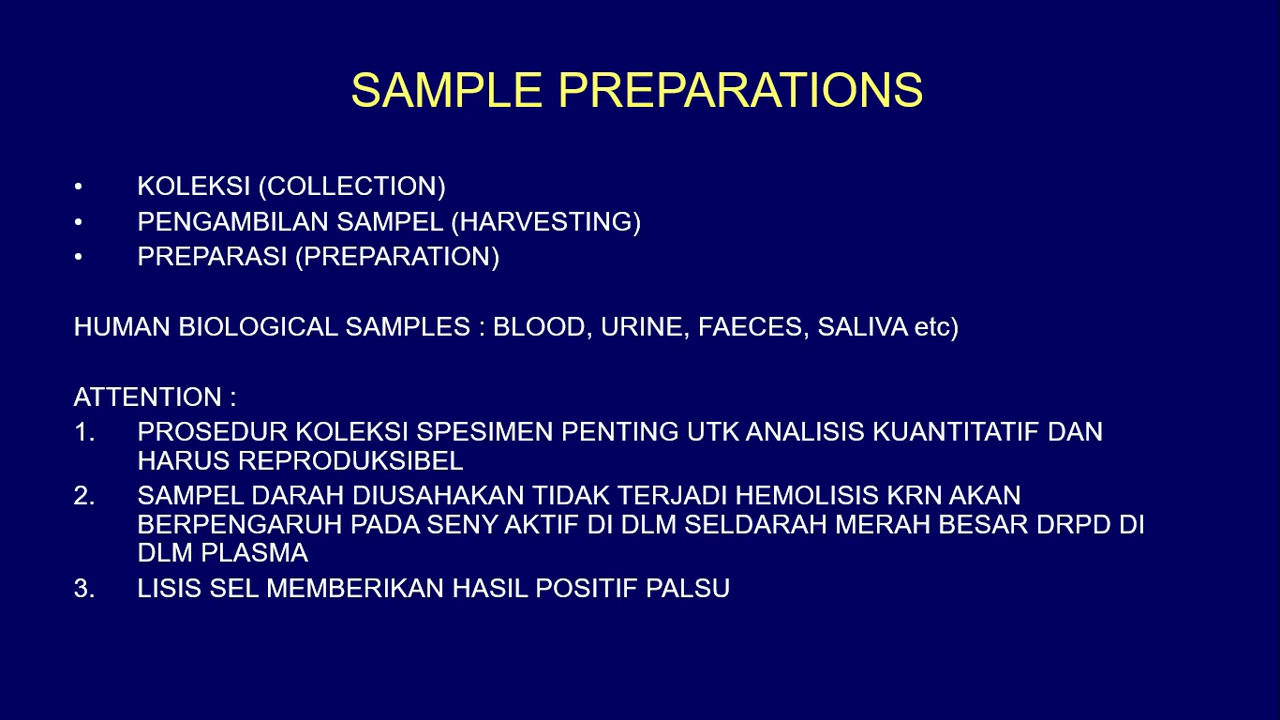 SAMPLE PREPARATIONS
• KOLEKSI (COLLECTION)
• PENGAMBILAN SAMPEL (HARVESTING)
• PREPARASI (PREPARATION)
HUMAN BIOLOGICAL SAMPLES : BLOOD, URINE, FAECES, SALIVA etc)
ATTENTION :
1. PROSEDUR KOLEKSI SPESIMEN PENTING UTK ANALISIS KUANTITATIF DAN
HARUS REPRODUKSIBEL
2. SAMPEL DARAH DIUSAHAKAN TIDAK TERJADI HEMOLISIS KRN AKAN
BERPENGARUH PADA SENY AKTIF DI DLM SELDARAH MERAH BESAR DRPD DI
DLM PLASMA
3. LISIS SEL MEMBERIKAN HASIL POSITIF PALSU